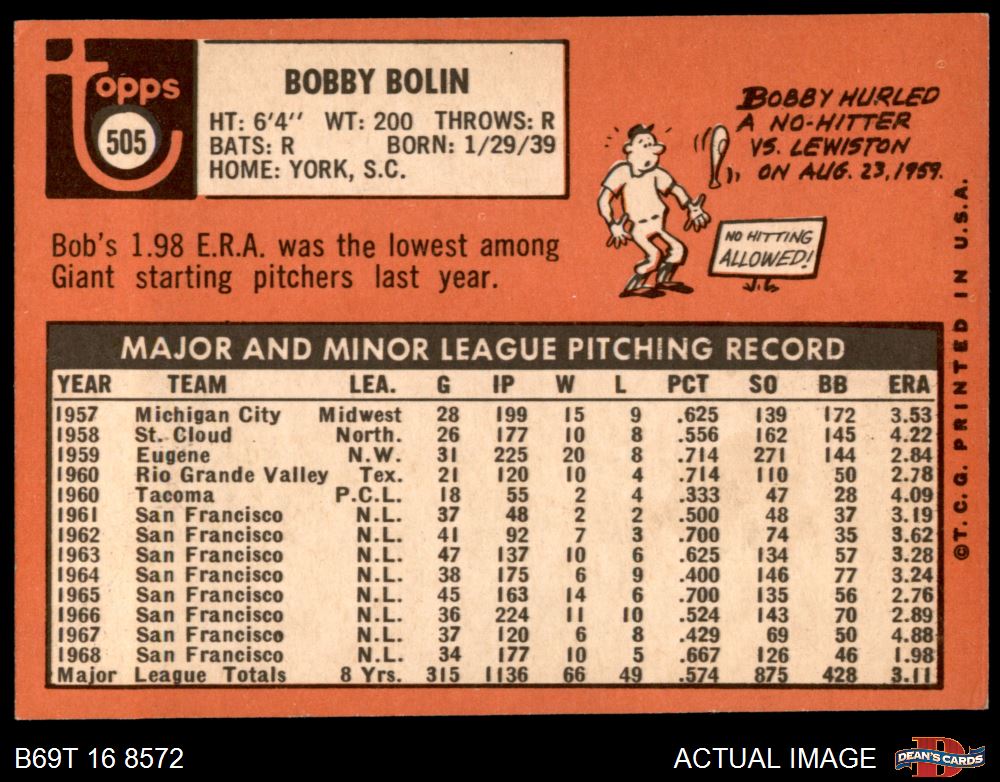 topps
505
BOBBY BOLIN
HT: 6'4" WT: 200 THROWS: R
BATS: R BORN: 1/29/39
HOME: YORK, S.C.
BOBBY HURLED
A NO-HITTER
VS. LEWISTON
ON AUG. 23, 1959.
NO HITTING
ALLOWED!
J.G.
Bob's 1.98 E.R.A. was the lowest among
Giant starting pitchers last year.
MAJOR AND MINOR LEAGUE PITCHING RECORD
YEAR TEAM LEA. G IP W L PCT SO BB ERA
1957 Michigan City Midwest 28 199 15 9 .625 139 172 3.53
1958 St. Cloud North. 26 177 10 8 .556 162 145 4.22
1959 Eugene N.W. 31 225 20 8 .714 271 144 2.84
1960 Rio Grande Valley Tex. 21 120 10 4 .714 110 50 2.78
1960 Tacoma P.C.L. 18 55 2 4 .333 47 28 4.09
1961 San Francisco N.L. 37 48 2 2 .500 48 37 3.19
1962 San Francisco N.L. 41 92 7 3 .700 74 35 3.62
1963 San Francisco N.L. 47 137 10 6 .625 134 57 3.28
1964 San Francisco N.L. 38 175 6 9 .400 146 77 3.24
1965 San Francisco N.L. 45 163 14 6 .700 135 56 2.76
1966 San Francisco N.L. 36 224 11 10 .524 143 70 2.89
1967 San Francisco N.L. 37 120 6 8 .429 69 50 4.88
1968 San Francisco N.L. 34 177 10 5 .667 126 46 1.98
Major League Totals 8 Yrs. 315 1136 66 49 .574 875 428 3.11
©T.C.G. PRINTED IN U.S.A.
B69T 16 8572
ACTUAL IMAGE
D
DEAN'S CARDS